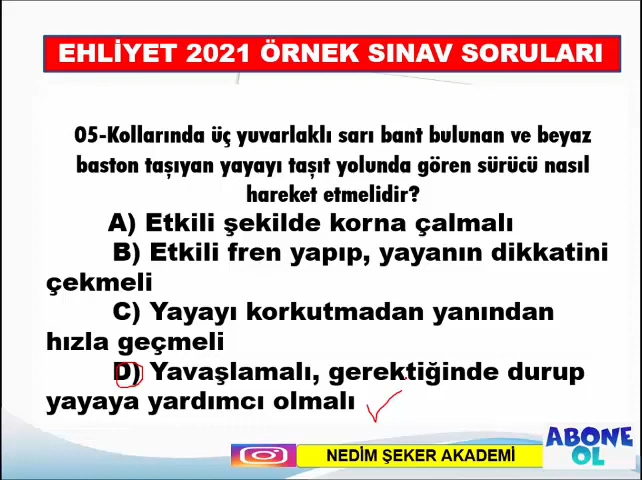 EHLİYET 2021 ÖRNEK SINAV SORULARI
05-Kollarında üç yuvarlaklı sarı bant bulunan ve beyaz
baston taşıyan yayayı taşıt yolunda gören sürücü nasıl
hareket etmelidir?
A) Etkili şekilde korna çalmalı
B) Etkili fren yapıp, yayanın dikkatini
çekmeli
C) Yayayı korkutmadan yanından
hızla geçmeli
D) Yavaşlamalı, gerektiğinde durup
yayaya yardımcı olmalı
NEDİM ŞEKER AKADEMİ
ABONE
OL